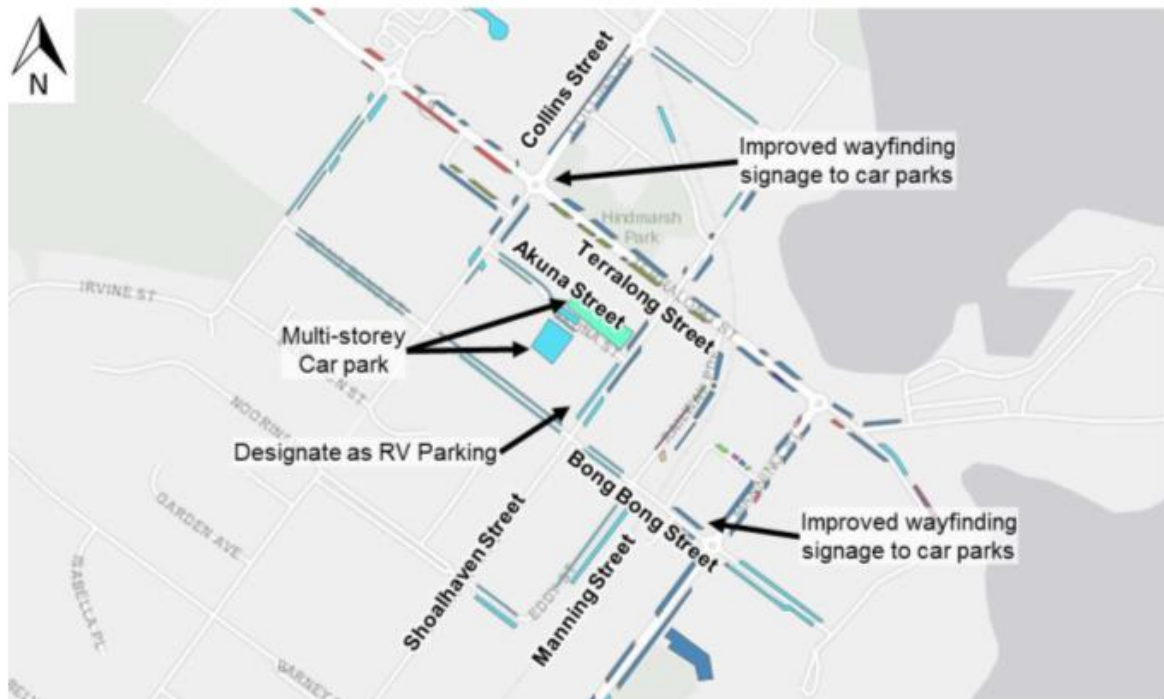 N
Collins Street
Improved wayfinding
signage to car parks
Hindmarsh
Park
Akuna Street
Terralong Street
IRVINE ST
Multi-storey
Car park
Designate as RV Parking
Bong Bong Street
GARDEN AVE
Improved wayfinding
signage to car parks
Shoalhaven Street
EDDY ST
Manning Street